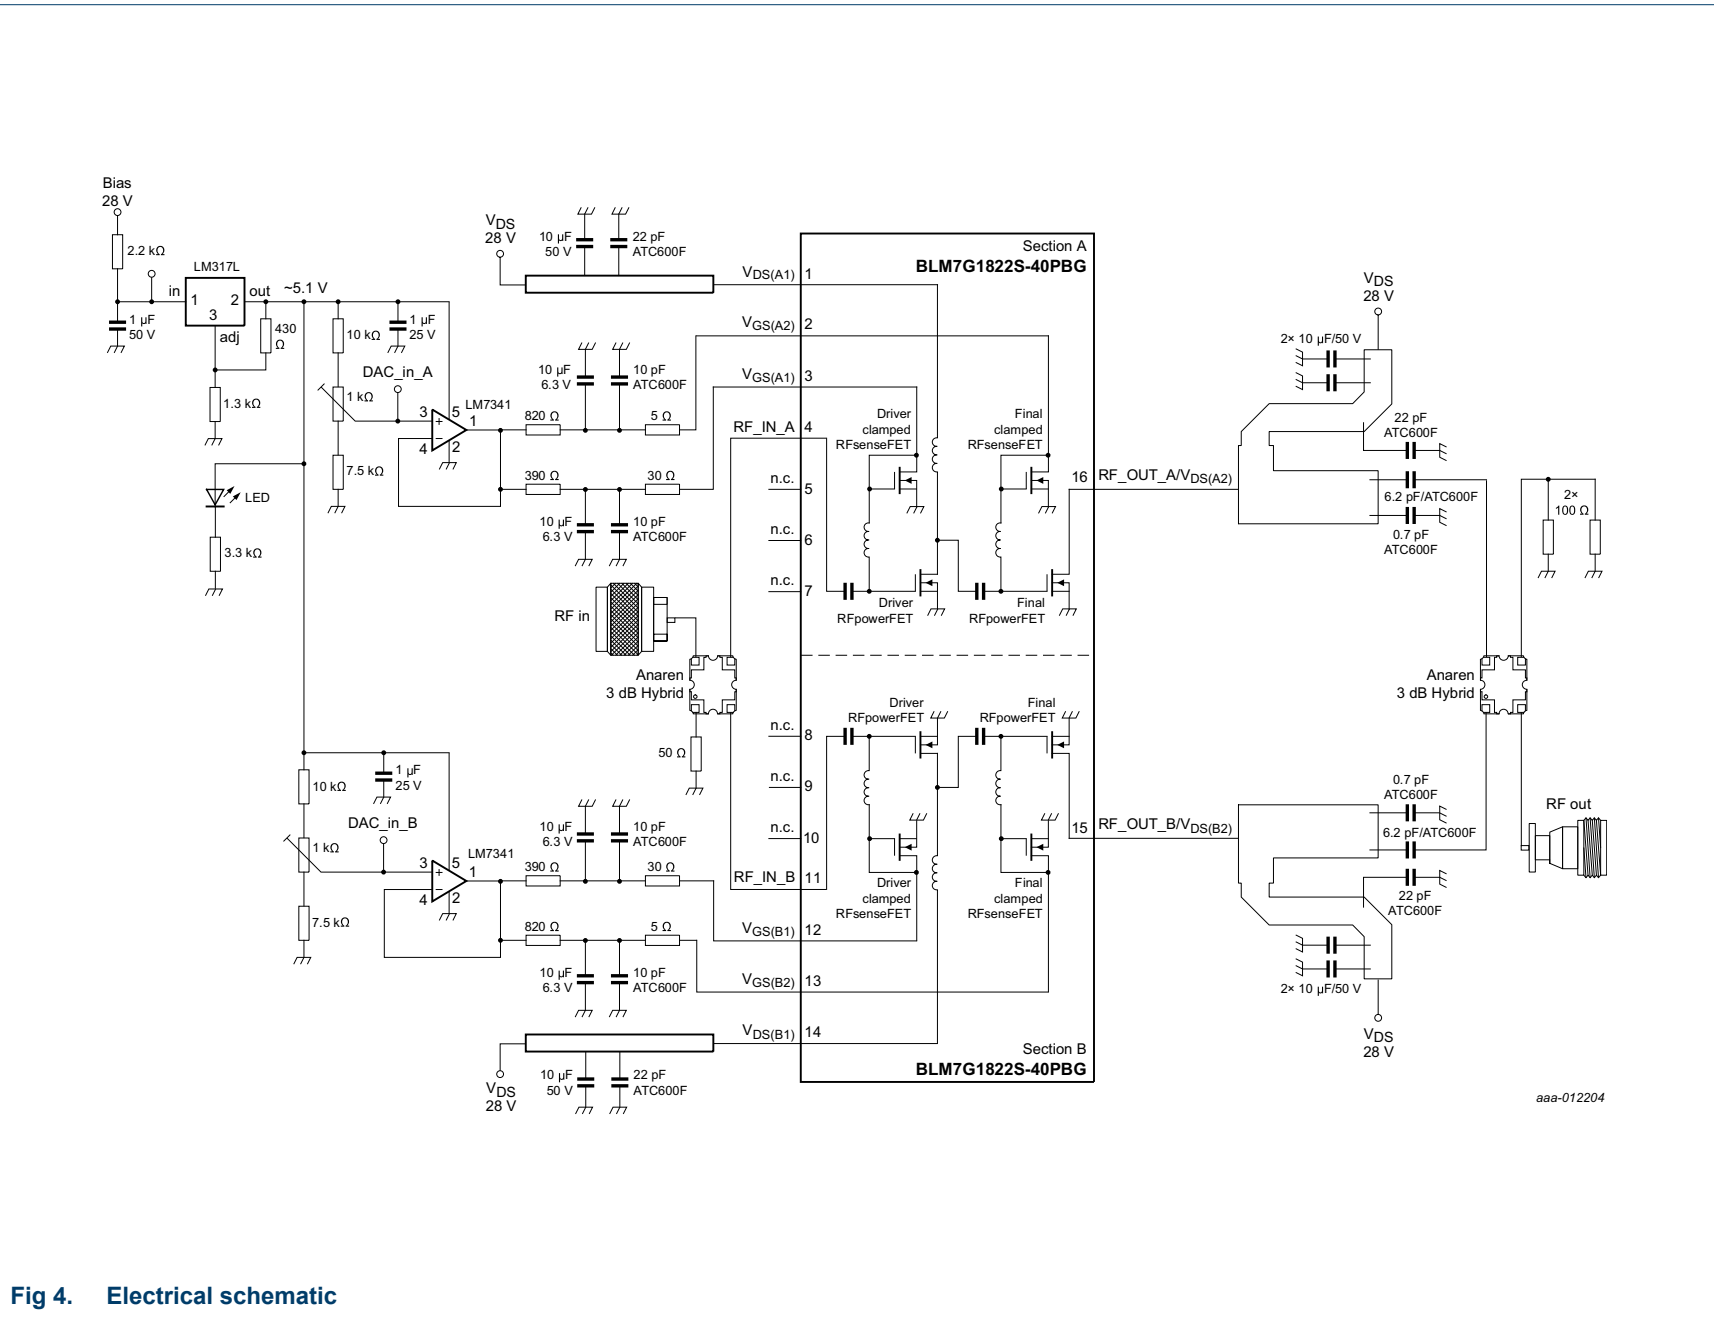 Bias
28 V
2.2 kΩ
LM317L
in
1
2
out
3
adj
~5.1 V
1 μF
50 V
430
Ω
1.3 kΩ
10 kΩ
1 μF
25 V
DAC_in_A
1 kΩ
7.5 kΩ
LED
3.3 kΩ
3
+
5
LM7341
1
−
4
2
VDS
28 V
10 μF
50 V
22 pF
ATC600F
10 μF
6.3 V
10 pF
ATC600F
820 Ω
5 Ω
390 Ω
30 Ω
10 μF
6.3 V
10 pF
ATC600F
RF in
Anaren
3 dB Hybrid
50 Ω
VDS(A1)
1
VGS(A2)
2
VGS(A1)
3
RF_IN_A
4
n.c.
5
n.c.
6
n.c.
7
Section A
BLM7G1822S-40PBG
Driver
clamped
RFsenseFET
Final
clamped
RFsenseFET
Driver
RFpowerFET
Final
RFpowerFET
16
RF_OUT_A/VDS(A2)
VDS
28 V
2× 10 μF/50 V
22 pF
ATC600F
6.2 pF/ATC600F
0.7 pF
ATC600F
2×
100 Ω
Anaren
3 dB Hybrid
10 kΩ
1 μF
25 V
DAC_in_B
1 kΩ
7.5 kΩ
3
+
5
LM7341
1
−
4
2
10 μF
6.3 V
10 pF
ATC600F
390 Ω
30 Ω
820 Ω
5 Ω
10 μF
6.3 V
10 pF
ATC600F
VDS
28 V
10 μF
50 V
22 pF
ATC600F
n.c.
8
n.c.
9
n.c.
10
RF_IN_B
11
VGS(B1)
12
VGS(B2)
13
VDS(B1)
14
Driver
RFpowerFET
Final
RFpowerFET
Driver
clamped
RFsenseFET
Final
clamped
RFsenseFET
15
RF_OUT_B/VDS(B2)
Section B
BLM7G1822S-40PBG
0.7 pF
ATC600F
6.2 pF/ATC600F
22 pF
ATC600F
2× 10 μF/50 V
VDS
28 V
RF out
aaa-012204
Fig 4. Electrical schematic